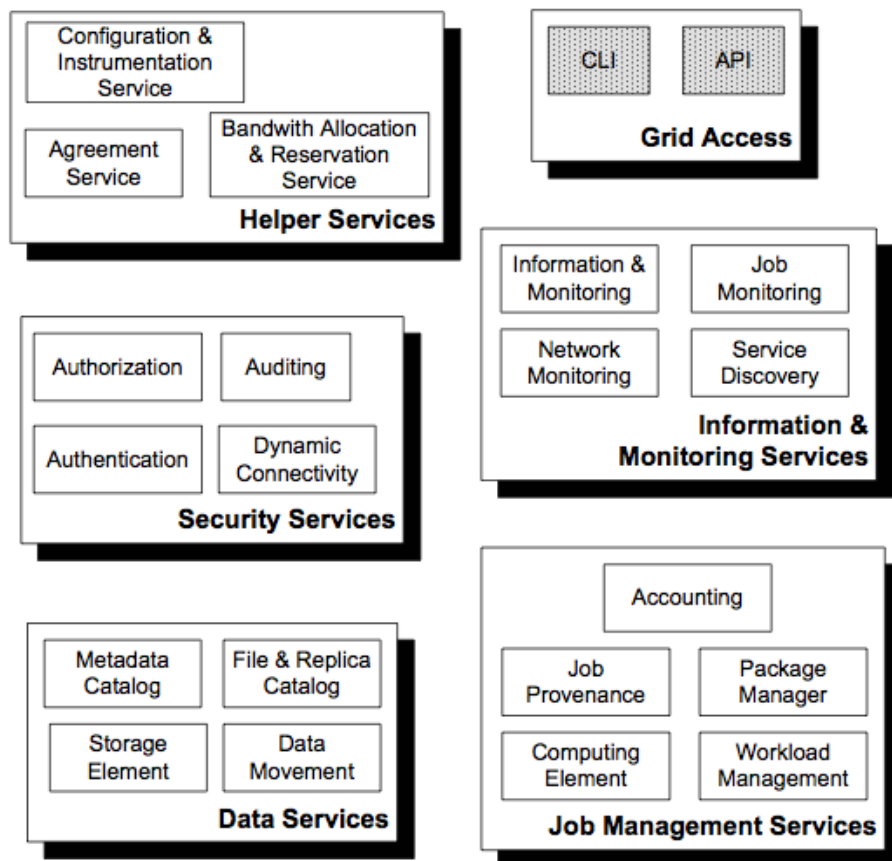 Configuration &
Instrumentation
Service
Agreement
Service
Bandwith Allocation
& Reservation
Service
Helper Services
CLI
API
Grid Access
Information &
Monitoring
Job
Monitoring
Network
Monitoring
Service
Discovery
Information &
Monitoring Services
Authorization
Auditing
Authentication
Dynamic
Connectivity
Security Services
Accounting
Job
Provenance
Package
Manager
Computing
Element
Workload
Management
Job Management Services
Metadata
Catalog
File & Replica
Catalog
Storage
Element
Data
Movement
Data Services